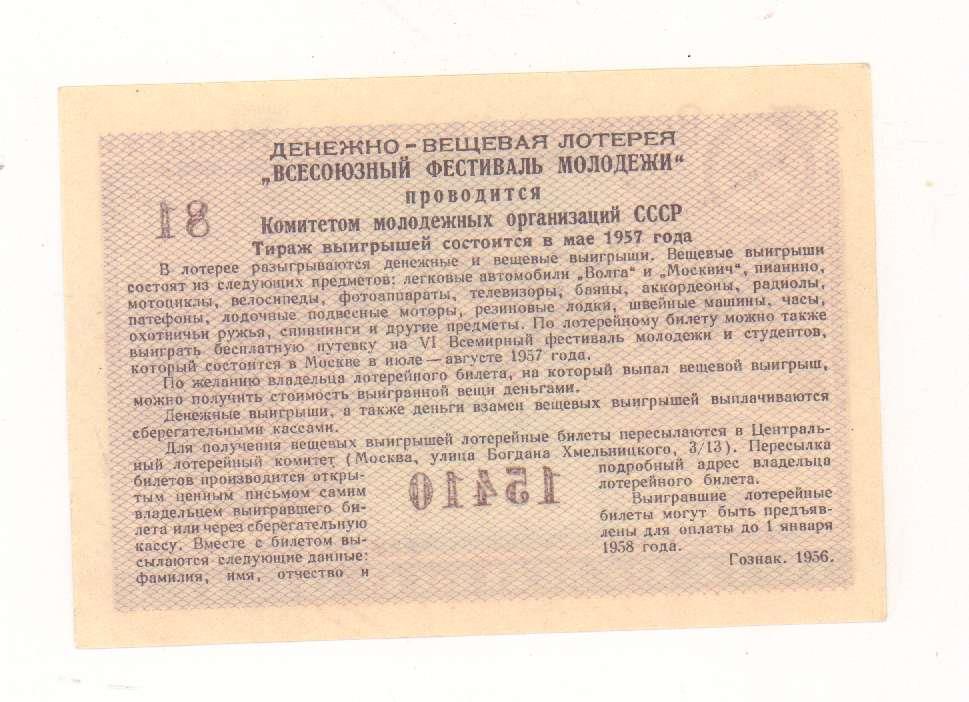 ДЕНЕЖНО - ВЕЩЕВАЯ ЛОТЕРЕЯ
„ВСЕСОЮЗНЫЙ ФЕСТИВАЛЬ МОЛОДЕЖИ“
проводится
81
Комитетом молодежных организаций СССР
Тираж выигрышей состоится в мае 1957 года
В лотерее разыгрываются денежные и вещевые выигрыши. Вещевые выигрыши
состоят из следующих предметов: легковые автомобили „Волга“ и „Москвич“, пианино,
мотоциклы, велосипеды, фотоаппараты, телевизоры, баяны, аккордеоны, радиолы,
патефоны, лодочные подвесные моторы, резиновые лодки, швейные машины, часы,
охотничьи ружья, спиннинги и другие предметы. По лотерейному билету можно также
выиграть бесплатную путевку на VI Всемирный фестиваль молодежи и студентов,
который состоится в Москве в июле — августе 1957 года.
По желанию владельца лотерейного билета, на который выпал вещевой выигрыш,
можно получить стоимость выигранной вещи деньгами.
Денежные выигрыши, а также деньги взамен вещевых выигрышей выплачиваются
сберегательными кассами.
Для получения вещевых выигрышей лотерейные билеты пересылаются в Централь-
ный лотерейный комитет (Москва, улица Богдана Хмельницкого, 3/13). Пересылка
билетов производится откры-
тым ценным письмом самим
владельцем выигравшего би-
лета или через сберегательную
кассу. Вместе с билетом вы-
сылаются следующие данные:
фамилия, имя, отчество и
15410
подробный адрес владельца
лотерейного билета.
Выигравшие лотерейные
билеты могут быть предъяв-
лены для оплаты до 1 января
1958 года.
Гознак. 1956.